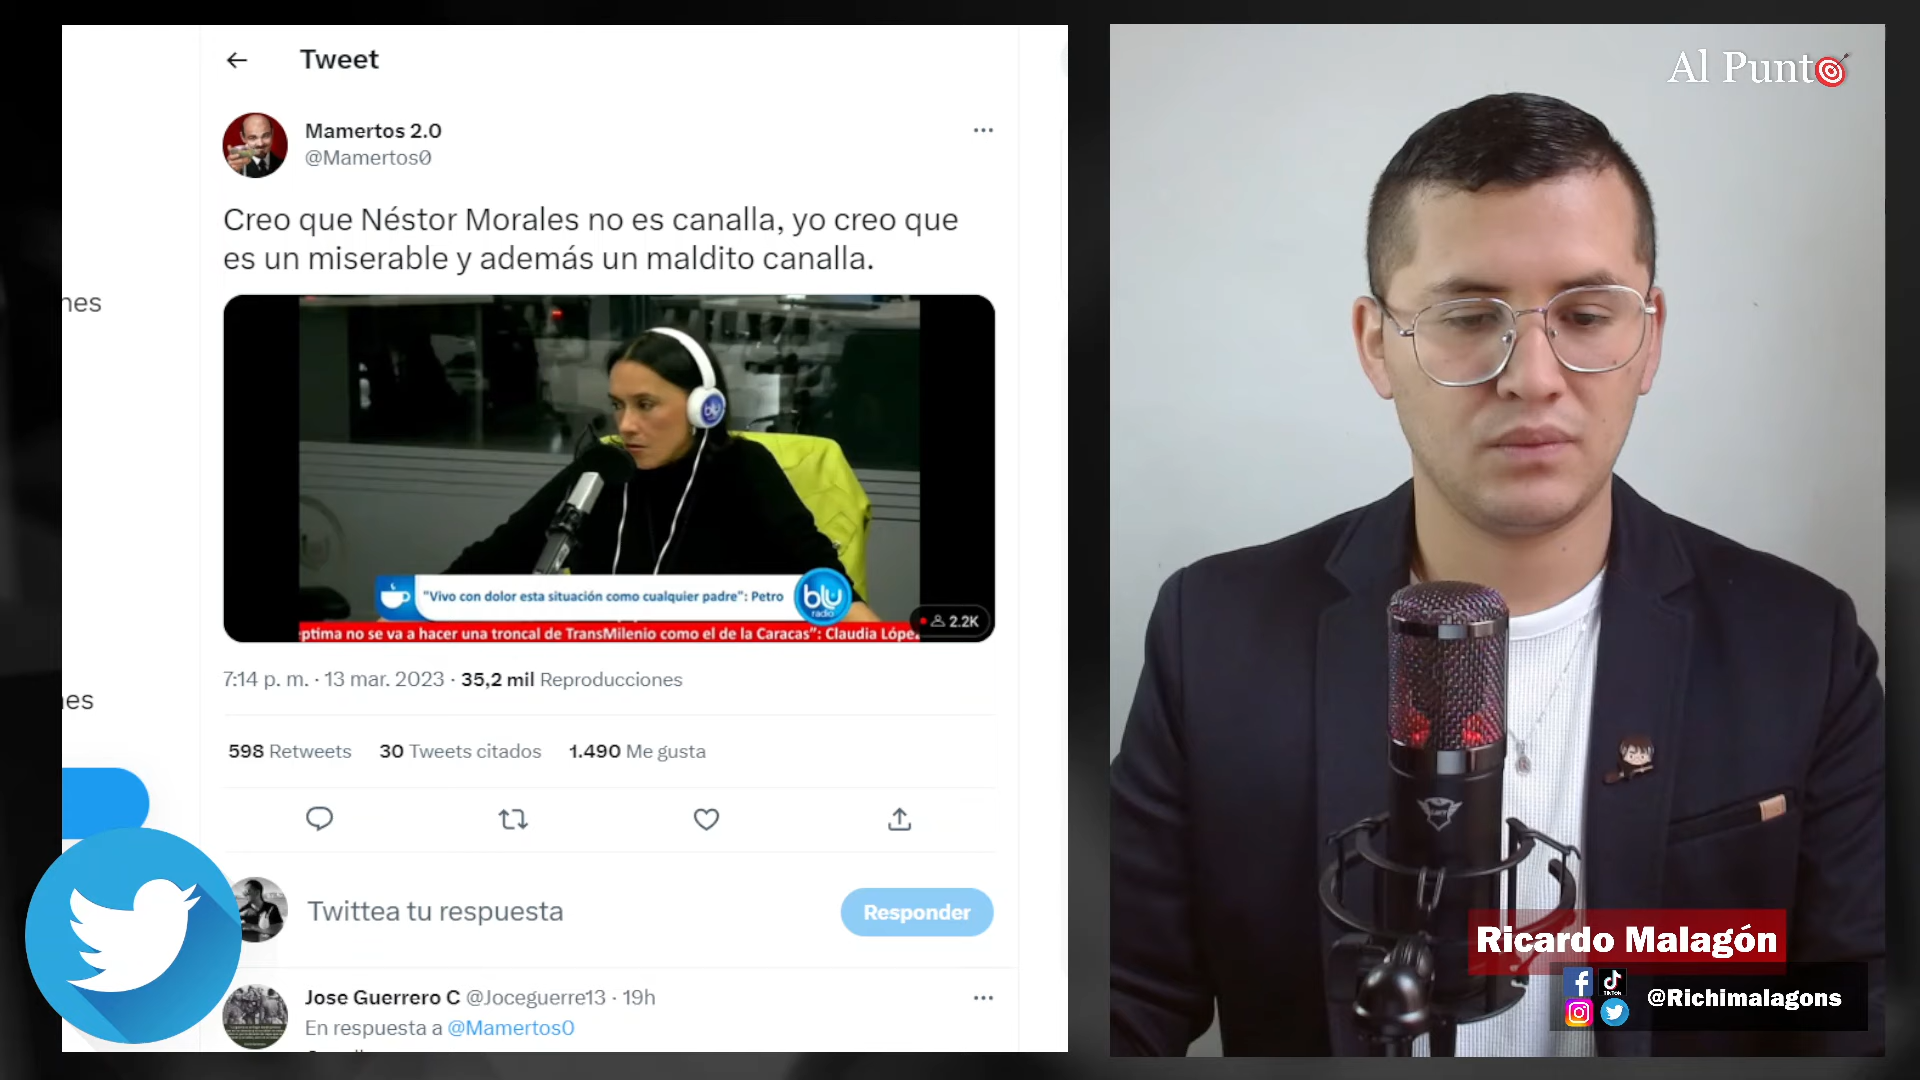 Tweet
Mamertos 2.0
@Mamertos0
Creo que Néstor Morales no es canalla, yo creo que
es un miserable y además un maldito canalla.
nes
blu
"Vivo con dolor esta situación como cualquier padre": Petro
blu
radio
ptima no se va a hacer una troncal de TransMilenio como el de la Caracas": Claudia López
2.2K
7:14 p. m. · 13 mar. 2023 · 35,2 mil Reproducciones
es
598 Retweets 30 Tweets citados 1.490 Me gusta
Twittea tu respuesta
Responder
Jose Guerrero C @Joceguerre13 · 19h
En respuesta a @Mamertos0
Al Punto
Ricardo Malagón
@Richimalagons